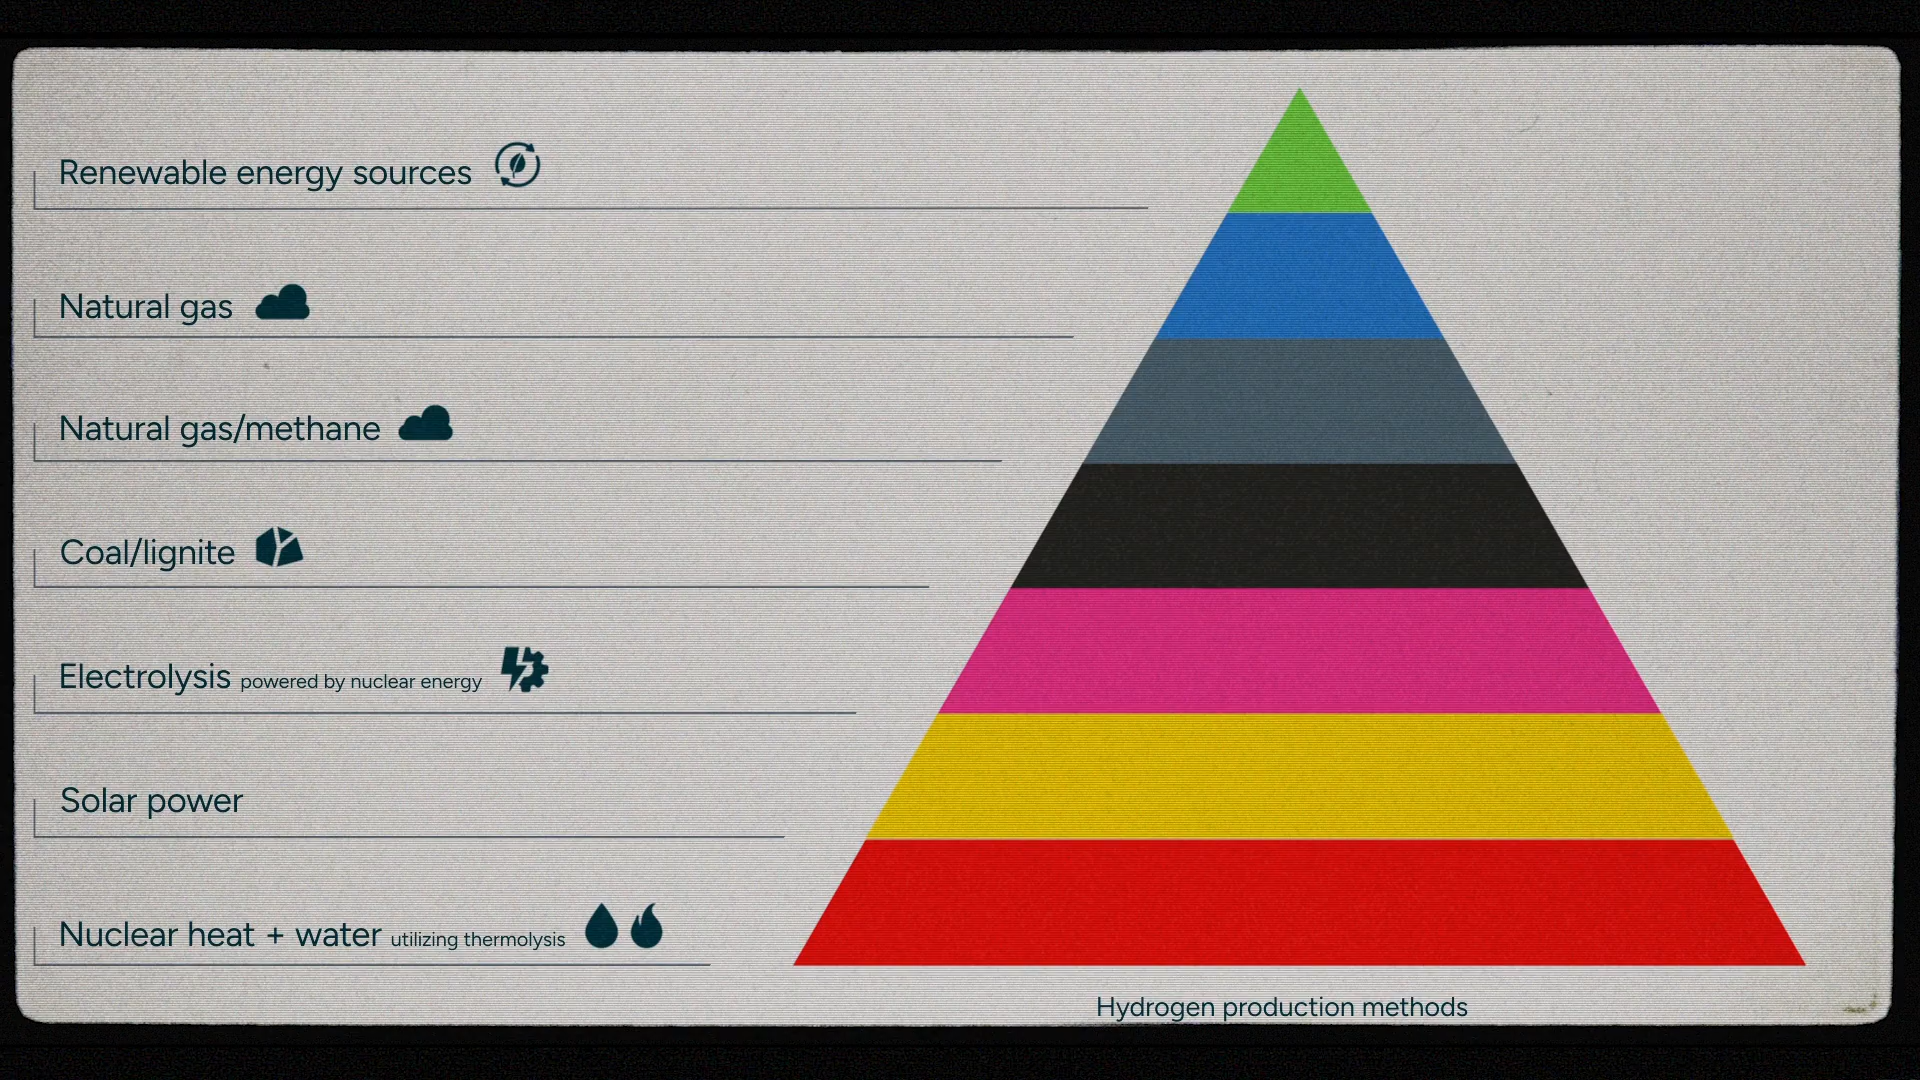 Renewable energy sources
Natural gas
Natural gas/methane
Coal/lignite
Electrolysis powered by nuclear energy
Solar power
Nuclear heat + water utilizing thermolysis
Hydrogen production methods